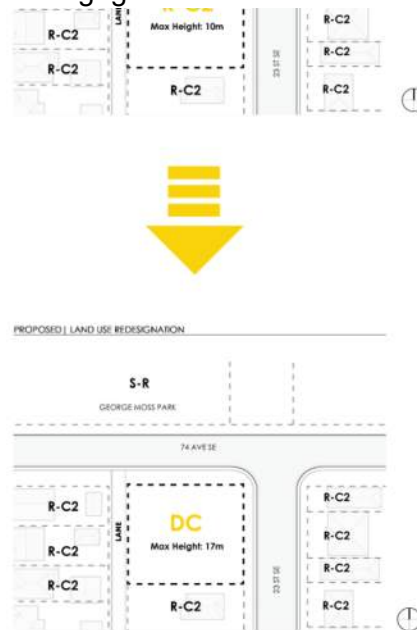 R-C2
Max Height: 10m
LANE
R-C2
R-C2
R-C2
R-C2
23 ST SE
R-C2
R-C2
PROPOSED | LAND USE REDESIGNATION
S-R
GEORGE MOSS PARK
74 AVE SE
R-C2
R-C2
R-C2
LANE
DC
Max Height: 17m
R-C2
23 ST SE
R-C2
R-C2
R-C2
R-C2